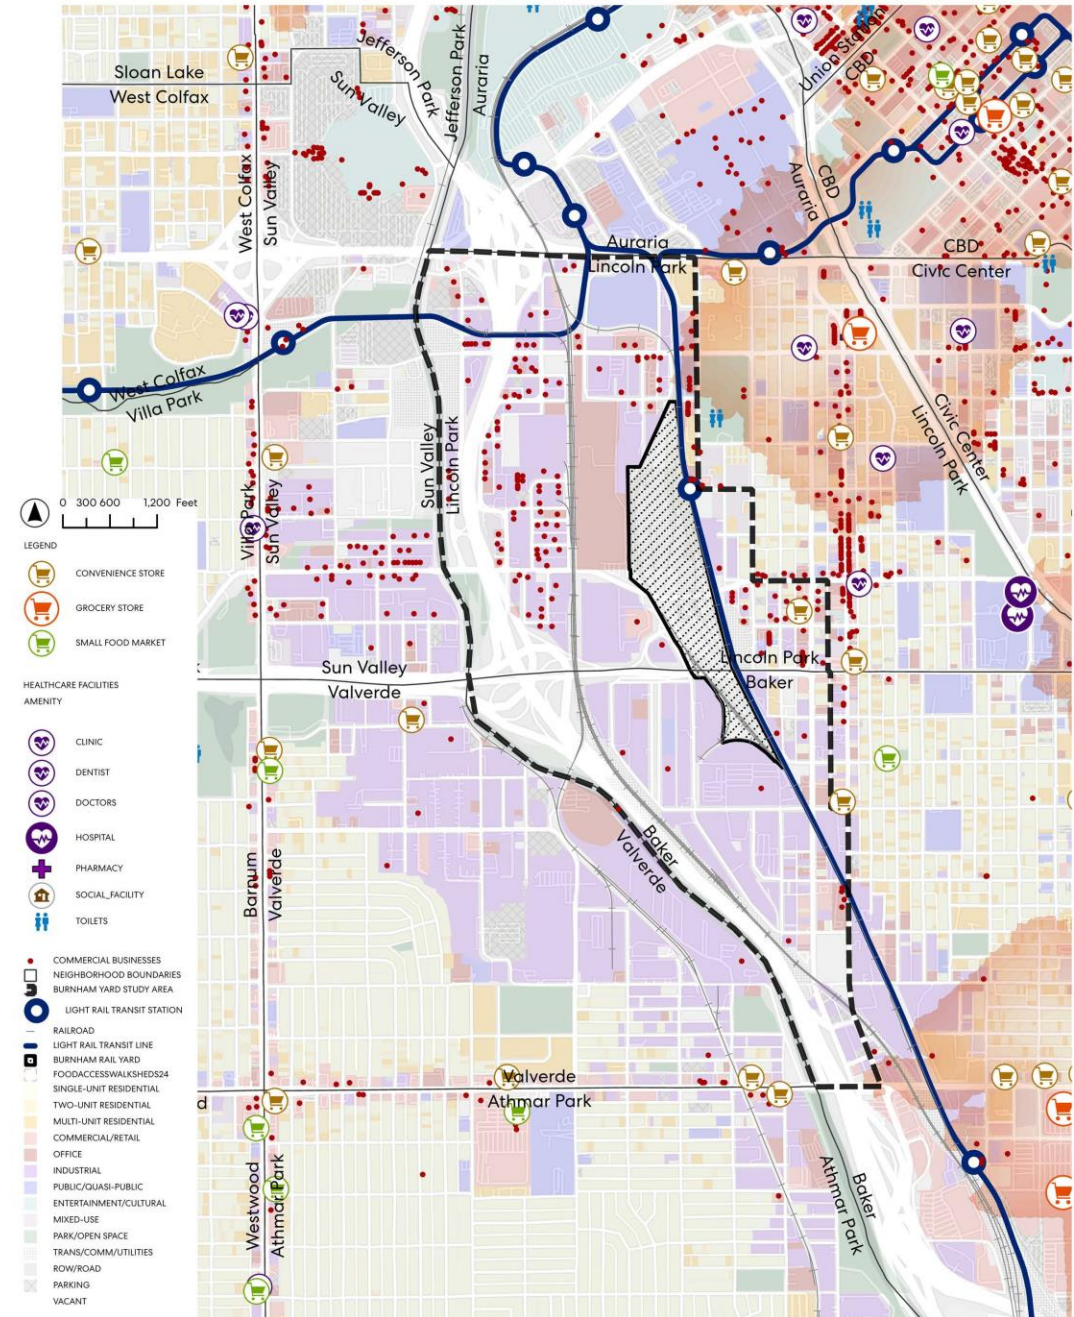 Sloan Lake
West Colfax
Jefferson Park
Sun Valley
Jefferson Park
Auraria
Union Station
CBD
West Colfax
Sun Valley
CBD
Auraria
Auraria
Lincoln Park
CBD
Civic Center
West Colfax
Villa Park
Sun Valley
Lincoln Park
Civic Center
Lincoln Park
Villa Park
Sun Valley
0 300 600 1,200 Feet
LEGEND
CONVENIENCE STORE
GROCERY STORE
SMALL FOOD MARKET
HEALTHCARE FACILITIES
AMENITY
CLINIC
DENTIST
DOCTORS
HOSPITAL
PHARMACY
SOCIAL_FACILITY
TOILETS
COMMERCIAL BUSINESSES
NEIGHBORHOOD BOUNDARIES
BURNHAM YARD STUDY AREA
LIGHT RAIL TRANSIT STATION
RAILROAD
LIGHT RAIL TRANSIT LINE
BURNHAM RAIL YARD
FOODACCESSWALKSHEDS24
SINGLE-UNIT RESIDENTIAL
TWO-UNIT RESIDENTIAL
MULTI-UNIT RESIDENTIAL
COMMERCIAL/RETAIL
OFFICE
INDUSTRIAL
PUBLIC/QUASI-PUBLIC
ENTERTAINMENT/CULTURAL
MIXED-USE
PARK/OPEN SPACE
TRANS/COMM/UTILITIES
ROW/ROAD
PARKING
VACANT
Sun Valley
Valverde
Lincoln Park
Baker
Barnum
Valverde
Baker
Valverde
Valverde
Athmar Park
d
Westwood
Athmar Park
Baker
Athmar Park